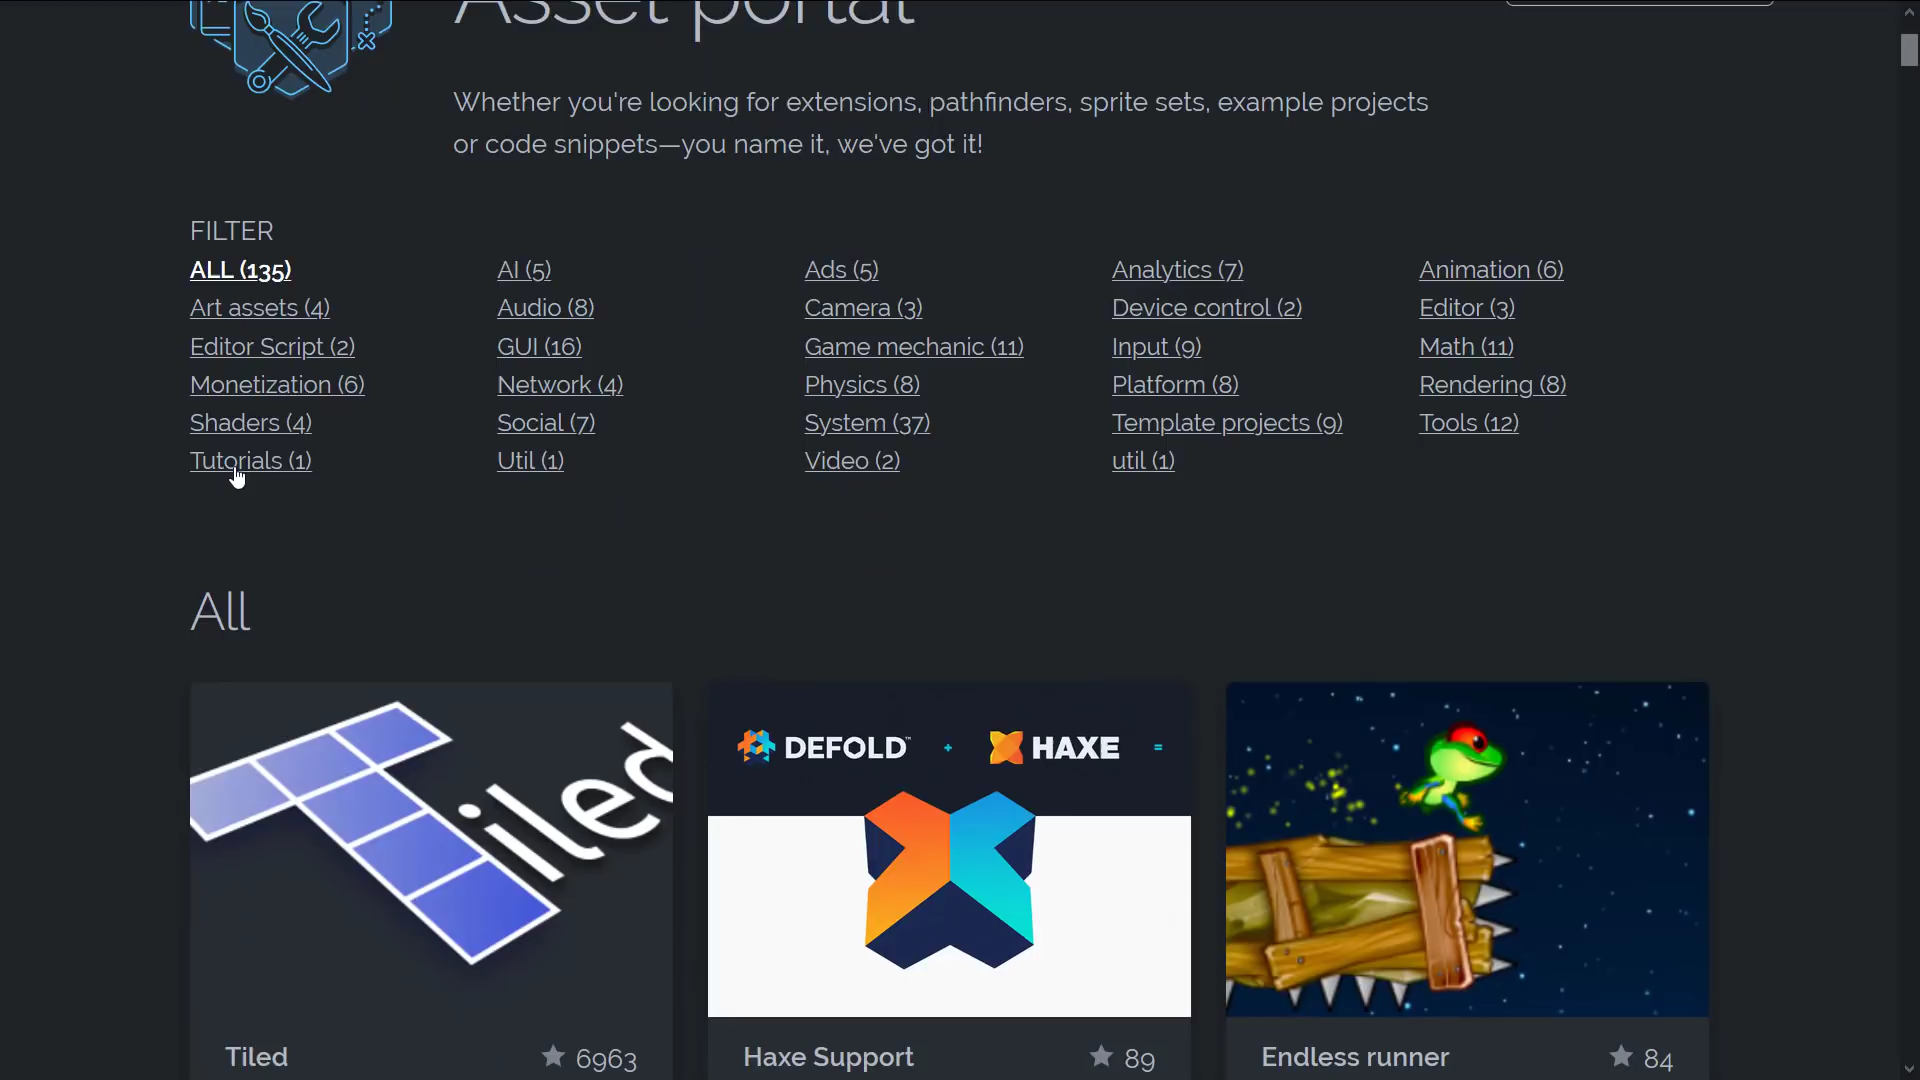 Asset portal
Whether you're looking for extensions, pathfinders, sprite sets, example projects
or code snippets—you name it, we've got it!
FILTER
ALL (135) AI (5) Ads (5) Analytics (7) Animation (6)
Art assets (4) Audio (8) Camera (3) Device control (2) Editor (3)
Editor Script (2) GUI (16) Game mechanic (11) Input (9) Math (11)
Monetization (6) Network (4) Physics (8) Platform (8) Rendering (8)
Shaders (4) Social (7) System (37) Template projects (9) Tools (12)
Tutorials (1) Util (1) Video (2) util (1)
All
Tiled
DEFOLD™ + HAXE =
Tiled 6963 Haxe Support 89 Endless runner 84